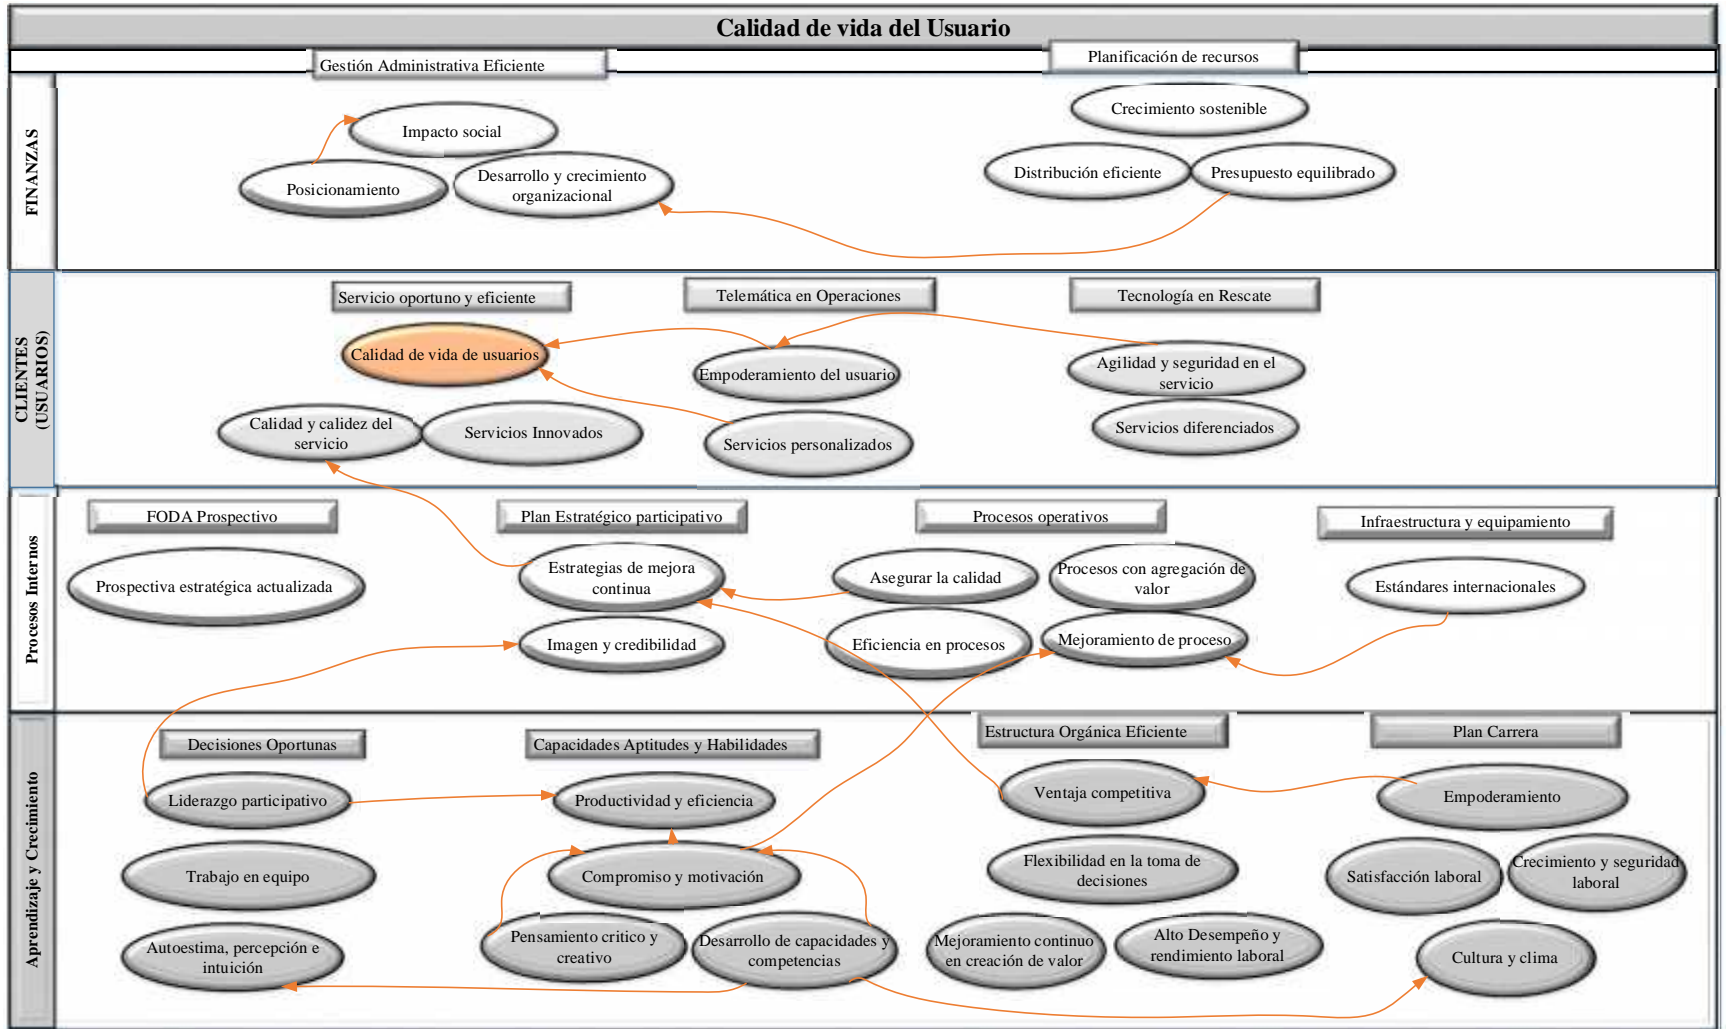 Calidad de vida del Usuario
Gestión Administrativa Eficiente
Planificación de recursos
FINANZAS
Impacto social
Posicionamiento
Desarrollo y crecimiento
organizacional
Crecimiento sostenible
Distribución eficiente
Presupuesto equilibrado
CLIENTES
(USUARIOS)
Servicio oportuno y eficiente
Telemática en Operaciones
Tecnología en Rescate
Calidad de vida de usuarios
Empoderamiento del usuario
Agilidad y seguridad en el
servicio
Calidad y calidez del
servicio
Servicios Innovados
Servicios personalizados
Servicios diferenciados
Procesos Internos
FODA Prospectivo
Plan Estratégico participativo
Procesos operativos
Infraestructura y equipamiento
Prospectiva estratégica actualizada
Estrategias de mejora
continua
Asegurar la calidad
Procesos con agregación de
valor
Estándares internacionales
Imagen y credibilidad
Eficiencia en procesos
Mejoramiento de proceso
Aprendizaje y Crecimiento
Decisiones Oportunas
Capacidades Aptitudes y Habilidades
Estructura Orgánica Eficiente
Plan Carrera
Liderazgo participativo
Productividad y eficiencia
Ventaja competitiva
Empoderamiento
Trabajo en equipo
Compromiso y motivación
Flexibilidad en la toma de
decisiones
Satisfacción laboral
Crecimiento y seguridad
laboral
Autoestima, percepción e
intuición
Pensamiento critico y
creativo
Desarrollo de capacidades y
competencias
Mejoramiento continuo
en creación de valor
Alto Desempeño y
rendimiento laboral
Cultura y clima